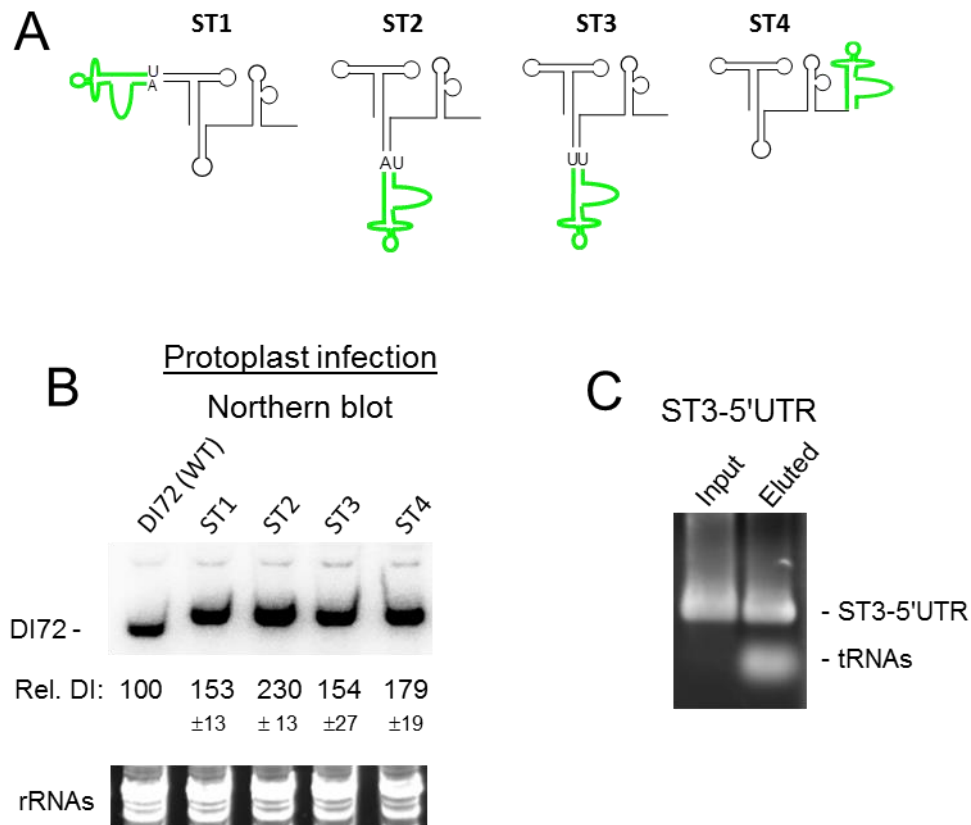 A
ST1 ST2 ST3 ST4
U
A
AU
UU
B
Protoplast infection
Northern blot
DI72 (WT) ST1 ST2 ST3 ST4
DI72 -
Rel. DI: 100 153 230 154 179
±13 ± 13 ±27 ±19
rRNAs
C
ST3-5'UTR
Input Eluted
- ST3-5'UTR
- tRNAs